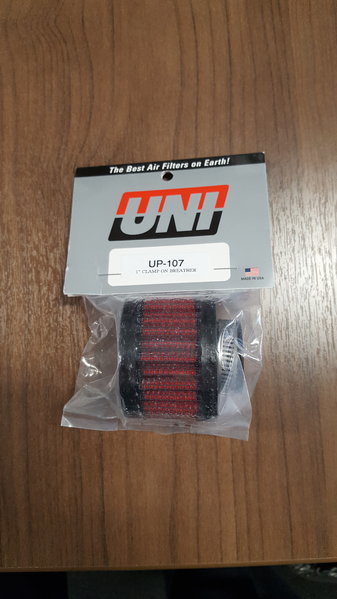 The Best Air Filters on Earth!
UNI
UP-107
1" CLAMP ON BREATHER
MADE IN USA